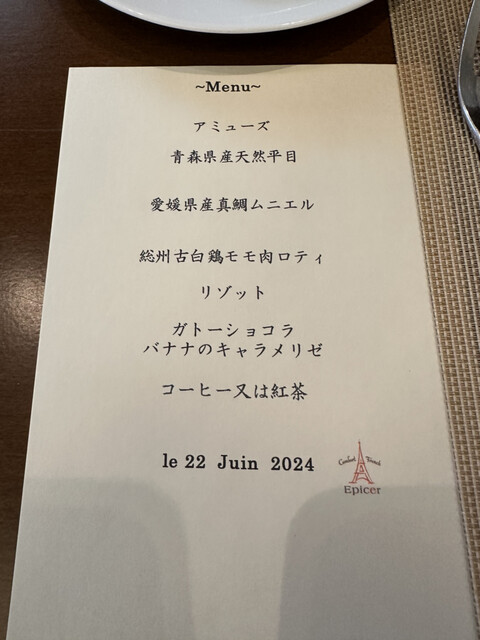 ~Menu~
アミューズ
青森県産天然平目
愛媛県産真鯛ムニエル
総州古白鶏モモ肉ロティ
リゾット
ガトーショコラ
バナナのキャラメリゼ
コーヒー又は紅茶
le 22 Juin 2024
Epicer